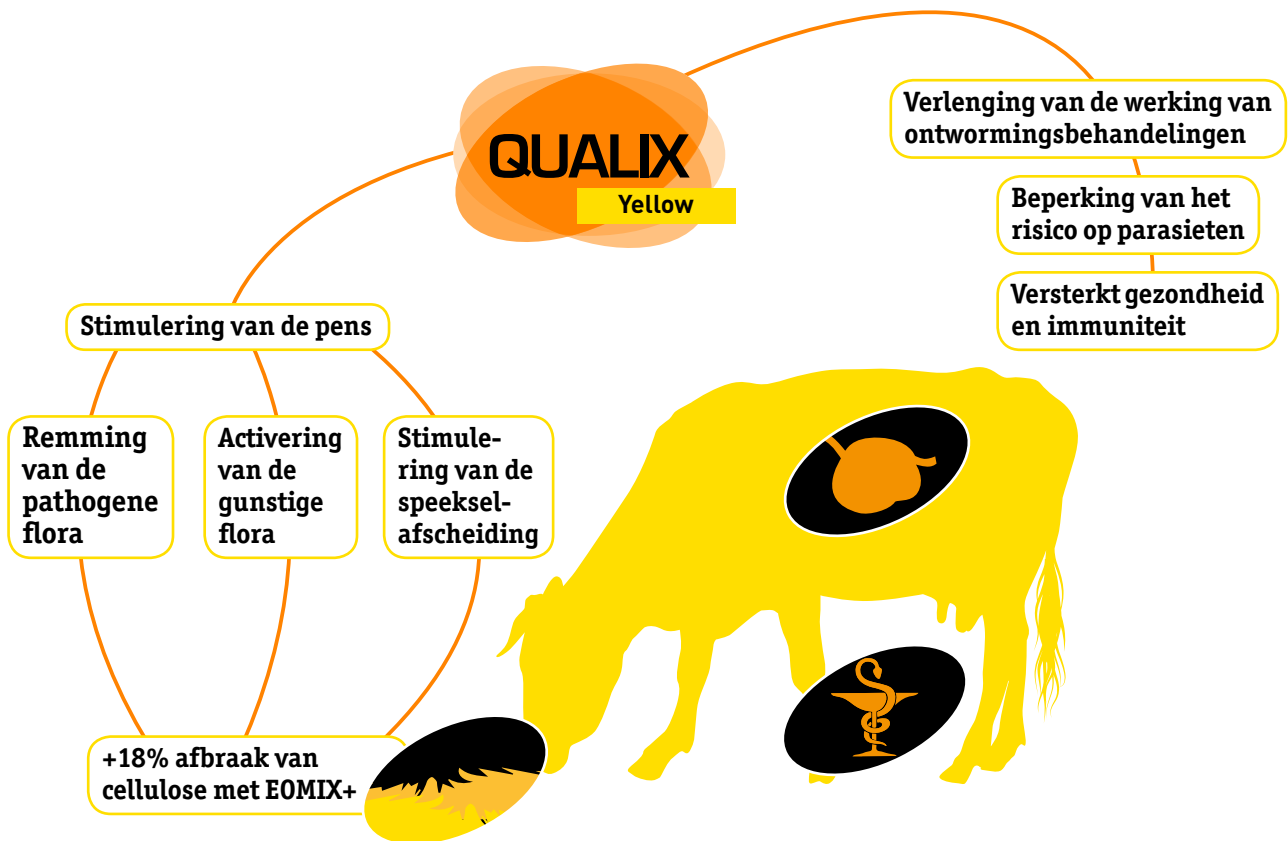 QUALIX
Yellow
Verlenging van de werking van
ontwormingsbehandelingen
Beperking van het
risico op parasieten
Versterkt gezondheid
en immuniteit
Stimulering van de pens
Remming
van de
pathogene
flora
Activering
van de
gunstige
flora
Stimule-
ring van de
speeksel-
afscheiding
+18% afbraak van
cellulose met EOMIX+